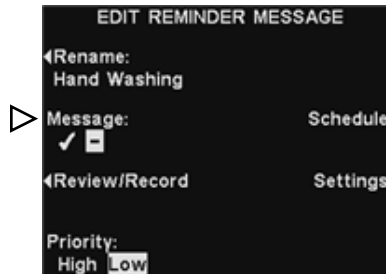 EDIT REMINDER MESSAGE
Rename:
Hand Washing
Message: Schedule
✓ -
Review/Record Settings
Priority:
High Low